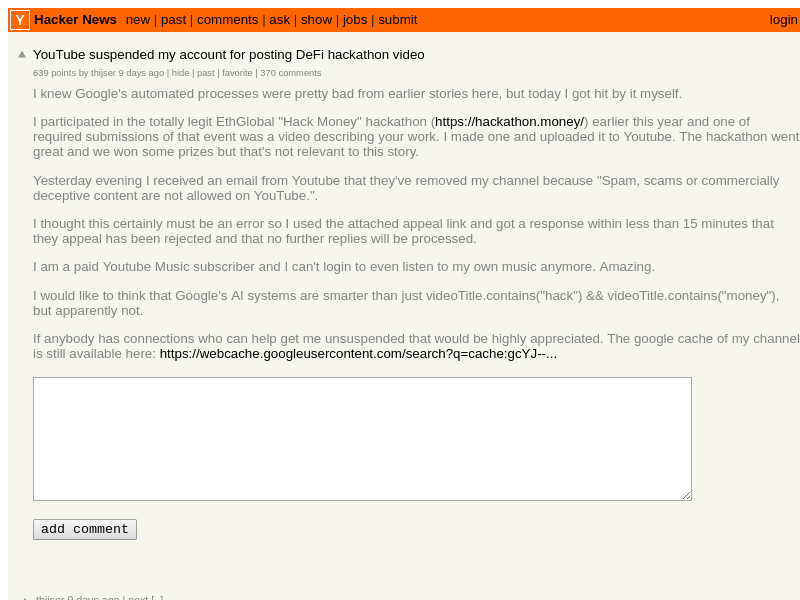 Y Hacker News new | past | comments | ask | show | jobs | submit login
YouTube suspended my account for posting DeFi hackathon video
639 points by thijser 9 days ago | hide | past | favorite | 370 comments
I knew Google's automated processes were pretty bad from earlier stories here, but today I got hit by it myself.
I participated in the totally legit EthGlobal "Hack Money" hackathon (https://hackathon.money/) earlier this year and one of
required submissions of that event was a video describing your work. I made one and uploaded it to Youtube. The hackathon went
great and we won some prizes but that's not relevant to this story.
Yesterday evening I received an email from Youtube that they've removed my channel because "Spam, scams or commercially
deceptive content are not allowed on YouTube.".
I thought this certainly must be an error so I used the attached appeal link and got a response within less than 15 minutes that
they appeal has been rejected and that no further replies will be processed.
I am a paid Youtube Music subscriber and I can't login to even listen to my own music anymore. Amazing.
I would like to think that Google's AI systems are smarter than just videoTitle.contains("hack") && videoTitle.contains("money"),
but apparently not.
If anybody has connections who can help get me unsuspended that would be highly appreciated. The google cache of my channel
is still available here: https://webcache.googleusercontent.com/search?q=cache:gcYJ--...
add comment
thijser 9 days ago | next [–]